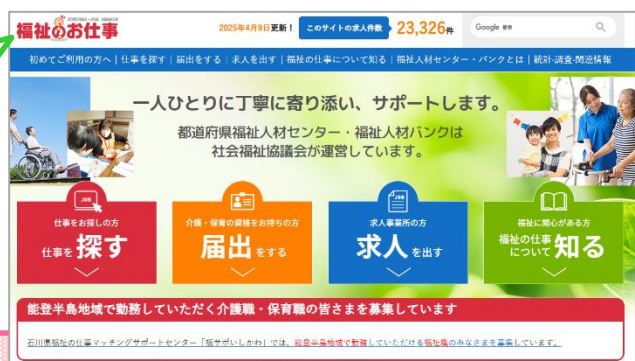 福祉のお仕事
FUKUSHI-JOB SEARCH
2025年4月9日更新！
このサイトの求人件数
23,326件
Google 検索
初めてご利用の方へ｜仕事を探す｜届出をする｜求人を出す｜福祉の仕事について知る｜福祉人材センター・バンクとは｜統計・調査・関連情報
一人ひとりに丁寧に寄り添い、サポートします。
都道府県福祉人材センター・福祉人材バンクは
社会福祉協議会が運営しています。
JOB
仕事をお探しの方
仕事を探す
介護・保育の資格をお持ちの方
届出をする
JOB
求人事業所の方
求人を出す
福祉に関心がある方
福祉の仕事
について知る
能登半島地域で勤務していただく介護職・保育職の皆さまを募集しています
石川県福祉の仕事マッチングサポートセンター「福サポいしかわ」では、能登半島地域で勤務していただける福祉職のみなさまを募集しています。